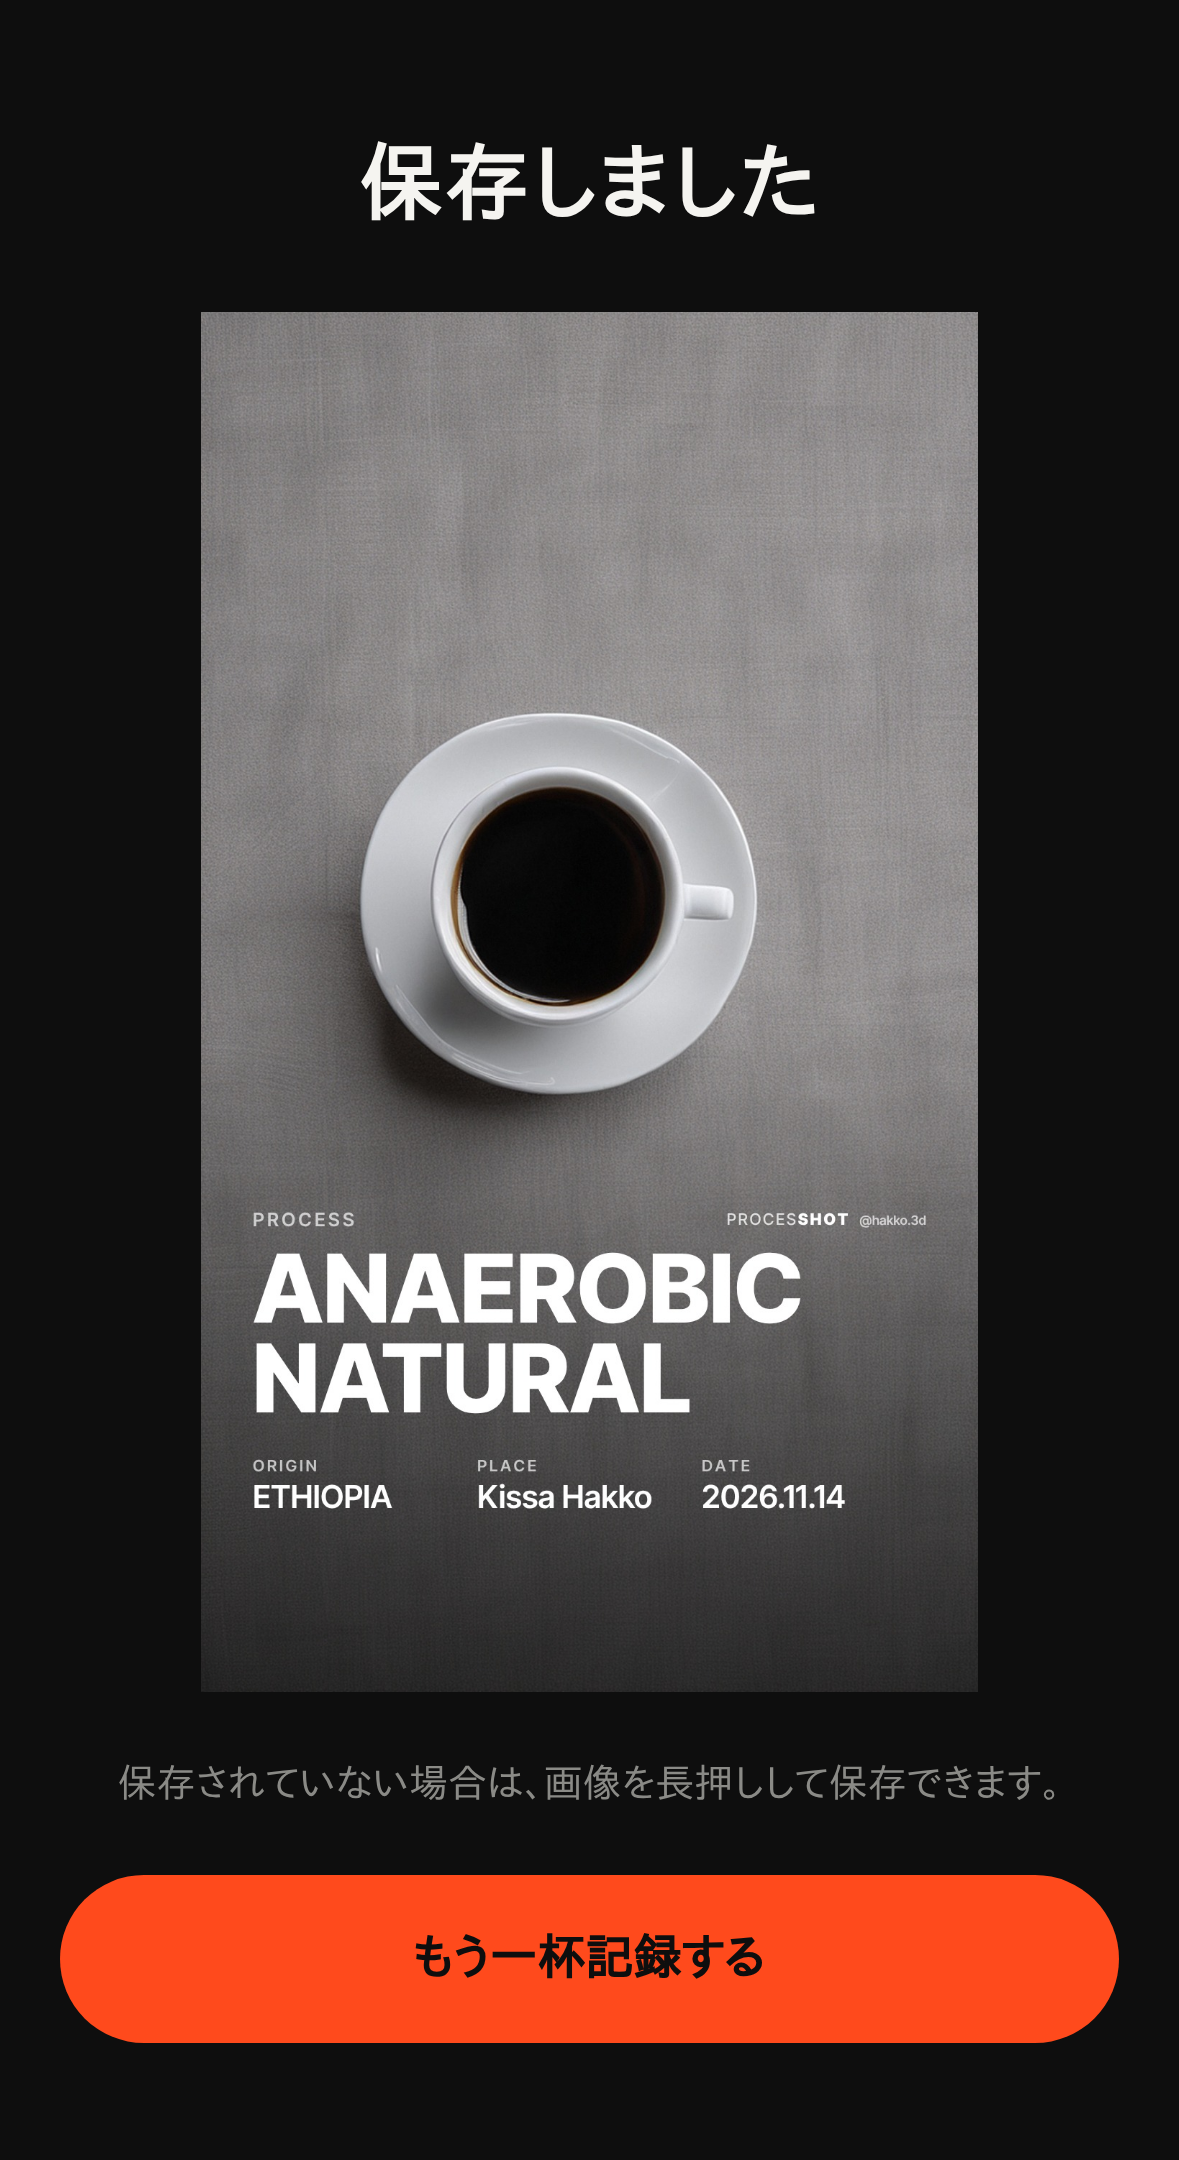 保存しました
PROCESS
PROCESSHOT @hakko.3d
ANAEROBIC
NATURAL
ORIGIN PLACE DATE
ETHIOPIA Kissa Hakko 2026.11.14
保存されていない場合は、画像を長押しして保存できます。
もう一杯記録する